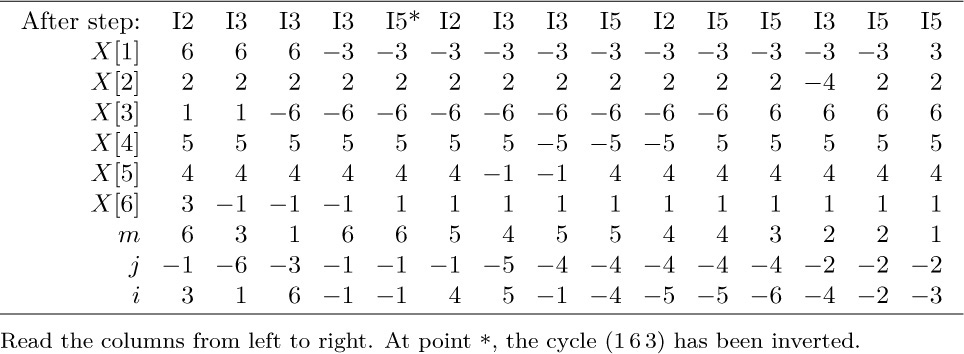 After step: I2 I3 I3 I3 I5* I2 I3 I3 I5 I2 I5 I5 I3 I5 I5
X[1] 6 6 6 −3 −3 −3 −3 −3 −3 −3 −3 −3 −3 −3 3
X[2] 2 2 2 2 2 2 2 2 2 2 2 2 −4 2 2
X[3] 1 1 −6 −6 −6 −6 −6 −6 −6 −6 −6 6 6 6 6
X[4] 5 5 5 5 5 5 5 −5 −5 −5 5 5 5 5 5
X[5] 4 4 4 4 4 4 −1 −1 4 4 4 4 4 4 4
X[6] 3 −1 −1 −1 1 1 1 1 1 1 1 1 1 1 1
m 6 3 1 6 6 5 4 5 5 4 4 3 2 2 1
j −1 −6 −3 −1 −1 −1 −5 −4 −4 −4 −4 −4 −2 −2 −2
i 3 1 6 −1 −1 4 5 −1 −4 −5 −5 −6 −4 −2 −3
Read the columns from left to right. At point *, the cycle (1 6 3) has been inverted.